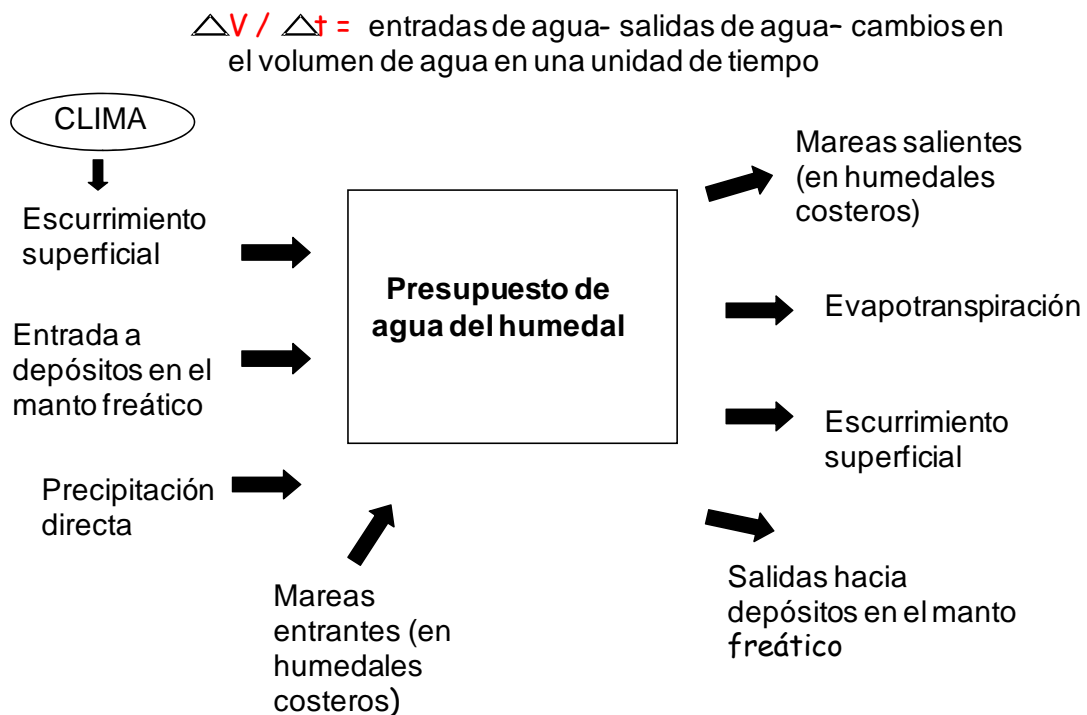 △V / △t = entradas de agua- salidas de agua- cambios en
el volumen de agua en una unidad de tiempo
CLIMA
Escurrimiento
superficial
Entrada a
depósitos en el
manto freático
Precipitación
directa
Mareas
entrantes (en
humedales
costeros)
Presupuesto de
agua del humedal
Mareas salientes
(en humedales
costeros)
Evapotranspiración
Escurrimiento
superficial
Salidas hacia
depósitos en el manto
freático